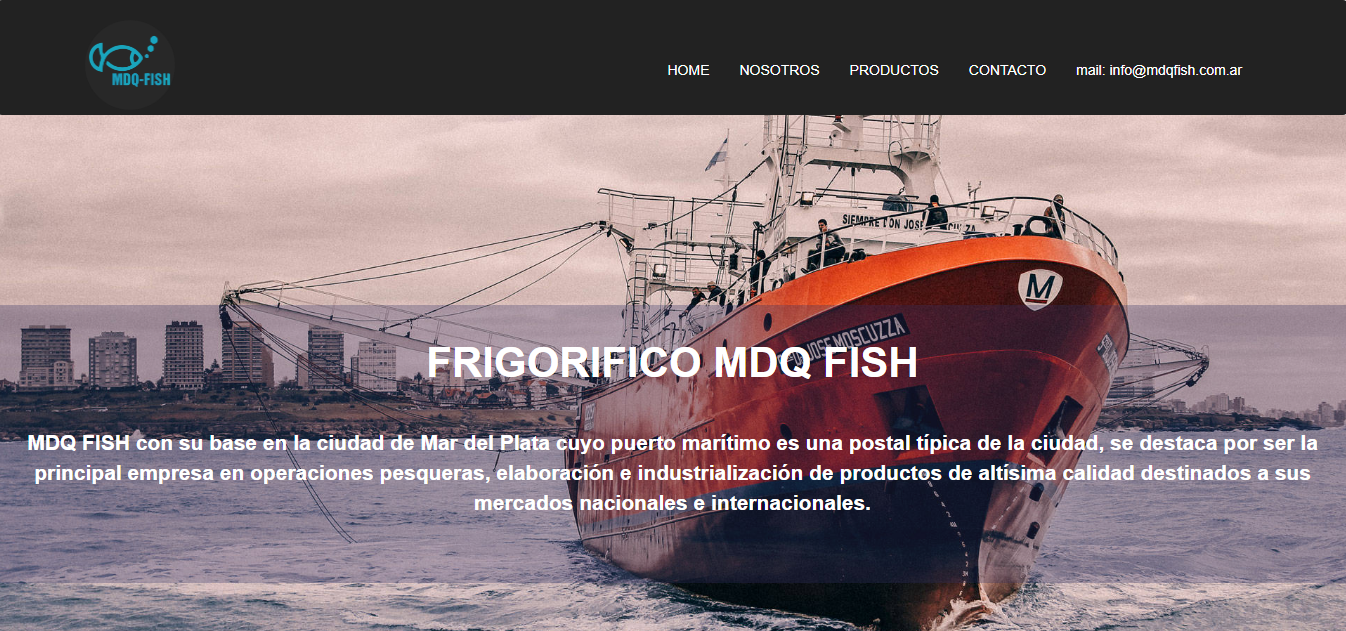 MDQ-FISH
HOME NOSOTROS PRODUCTOS CONTACTO mail: info@mdqfish.com.ar
SIEMPRE DON JOSE MOSCUZZA
M
JOSE MOSCUZZA
FRIGORIFICO MDQ FISH
MDQ FISH con su base en la ciudad de Mar del Plata cuyo puerto marítimo es una postal típica de la ciudad, se destaca por ser la
principal empresa en operaciones pesqueras, elaboración e industrialización de productos de altísima calidad destinados a sus
mercados nacionales e internacionales.